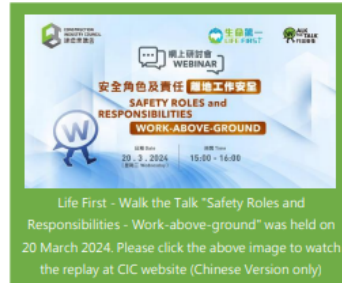 CONSTRUCTION
INDUSTRY COUNCIL
建造業議會
生命第一
LIFE FIRST
WALK
THE TALK
網上研討會
WEBINAR
安全角色及責任 離地工作安全
SAFETY ROLES and
RESPONSIBILITIES
WORK-ABOVE-GROUND
W
日期 Date
時間 Time
20 . 3 . 2024
15:00 - 16:00
(星期三 Wednesday)
Life First - Walk the Talk "Safety Roles and
Responsibilities - Work-above-ground" was held on
20 March 2024. Please click the above image to watch
the replay at CIC website (Chinese Version only)